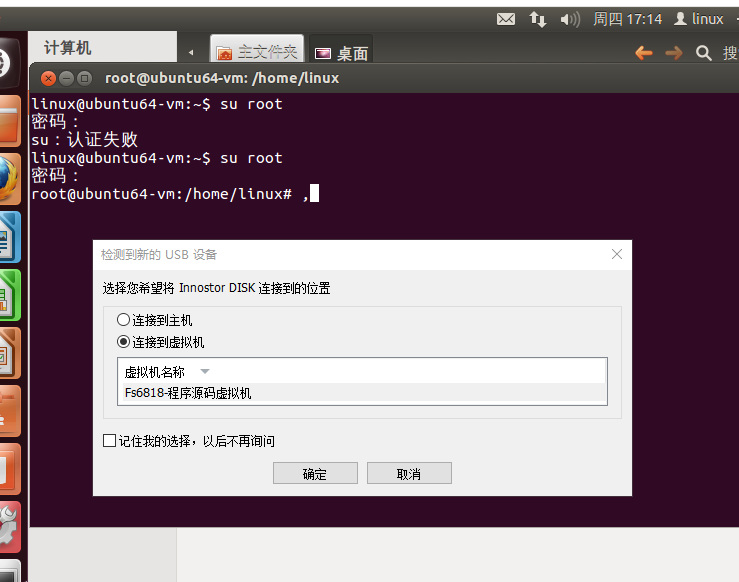 周四 17:14 linux
计算机
主文件夹 桌面 搜
root@ubuntu64-vm: /home/linux
linux@ubuntu64-vm:~$ su root
密码：
su：认证失败
linux@ubuntu64-vm:~$ su root
密码：
root@ubuntu64-vm:/home/linux# ,
检测到新的 USB 设备
选择您希望将 Innostor DISK 连接到的位置
连接到主机
连接到虚拟机
虚拟机名称
Fs6818-程序源码虚拟机
记住我的选择，以后不再询问
确定 取消